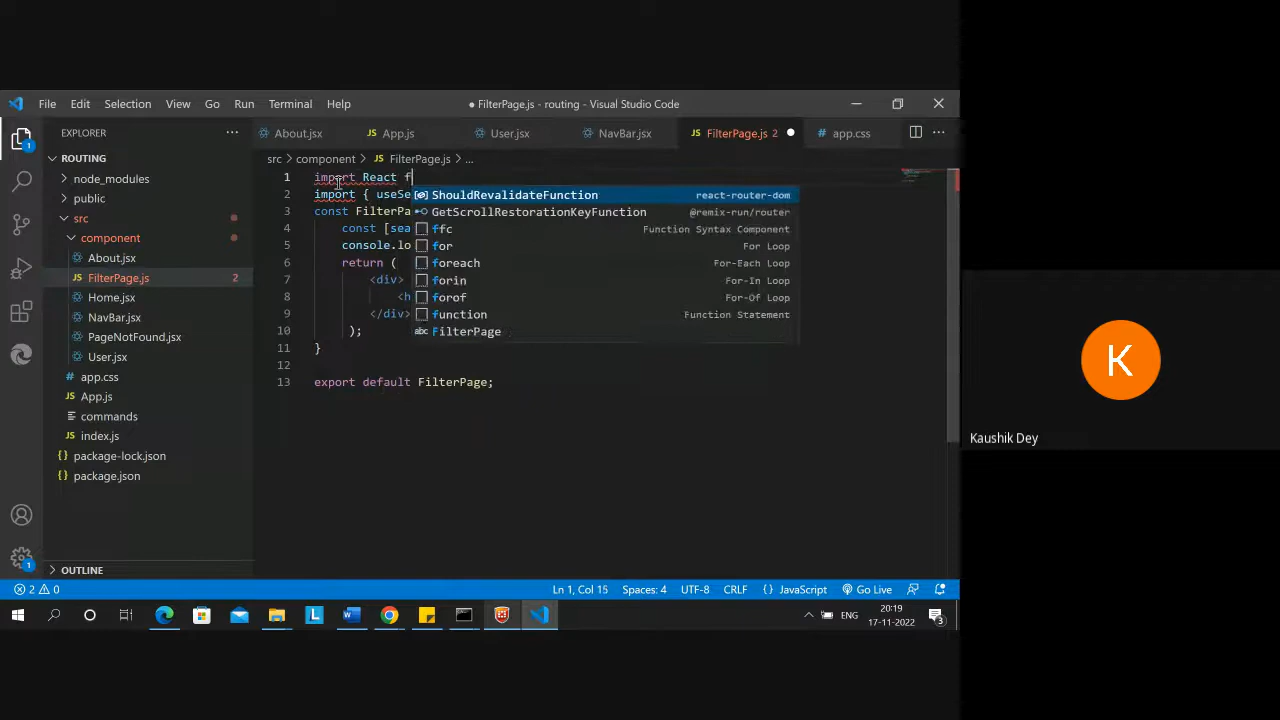 File Edit Selection View Go Run Terminal Help
● FilterPage.js - routing - Visual Studio Code
EXPLORER
About.jsx
App.js
User.jsx
NavBar.jsx
FilterPage.js 2
app.css
ROUTING
src > component > FilterPage.js > ...
node_modules
public
src
component
About.jsx
FilterPage.js 2
Home.jsx
NavBar.jsx
PageNotFound.jsx
User.jsx
app.css
App.js
commands
index.js
package-lock.json
package.json
OUTLINE
1 import React f
2 import { useSe
3 const FilterPa
4 const [sea
5 console.lo
6 return (
7 <div>
8 <h
9 </div>
10 );
11 }
12
13 export default FilterPage;
ShouldRevalidateFunction react-router-dom
GetScrollRestorationKeyFunction @remix-run/router
ffc Function Syntax Component
for For Loop
foreach For-Each Loop
forin For-In Loop
forof For-Of Loop
function Function Statement
abc FilterPage
K
Kaushik Dey
1
1
2 0
Ln 1, Col 15 Spaces: 4 UTF-8 CRLF {} JavaScript Go Live
L
W
ENG
20:19
17-11-2022
3